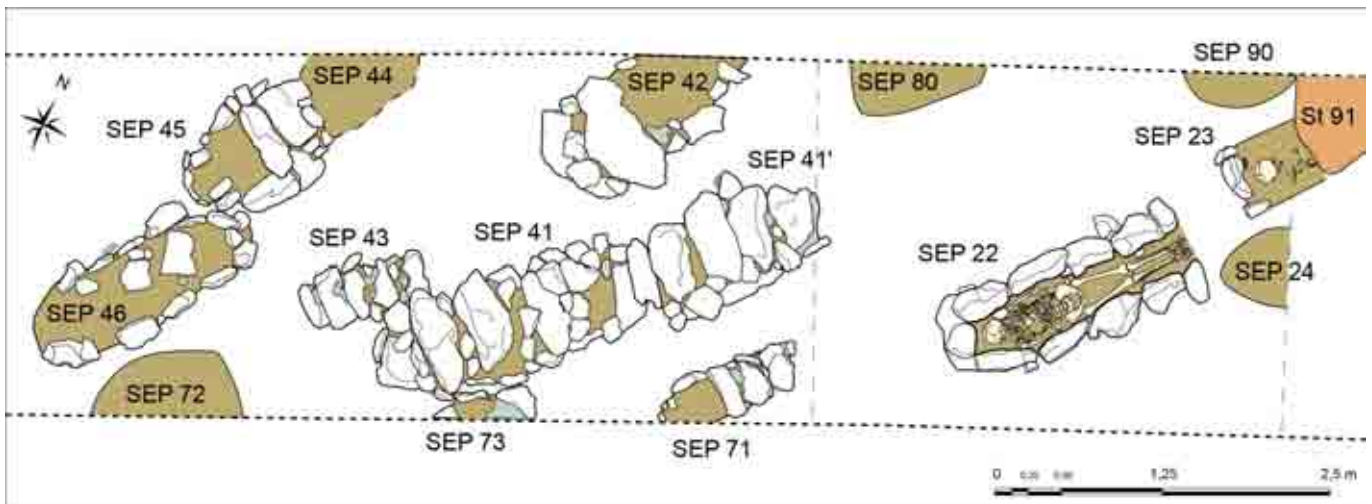 N
SEP 44
SEP 42
SEP 80
SEP 90
St 91
SEP 45
SEP 23
SEP 41'
SEP 43
SEP 41
SEP 22
SEP 24
SEP 46
SEP 72
SEP 73
SEP 71
0
1,25
2,5 m